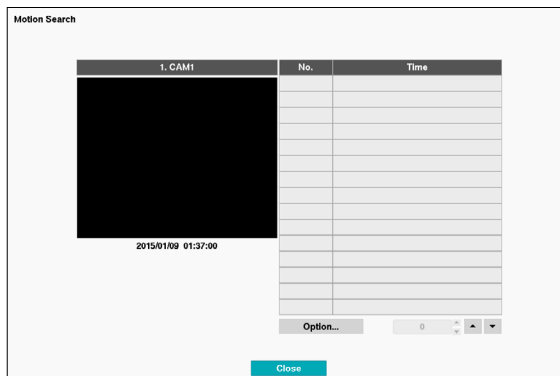 Motion Search
1. CAM1
No.
Time
2015/01/09 01:37:00
Option...
0
Close